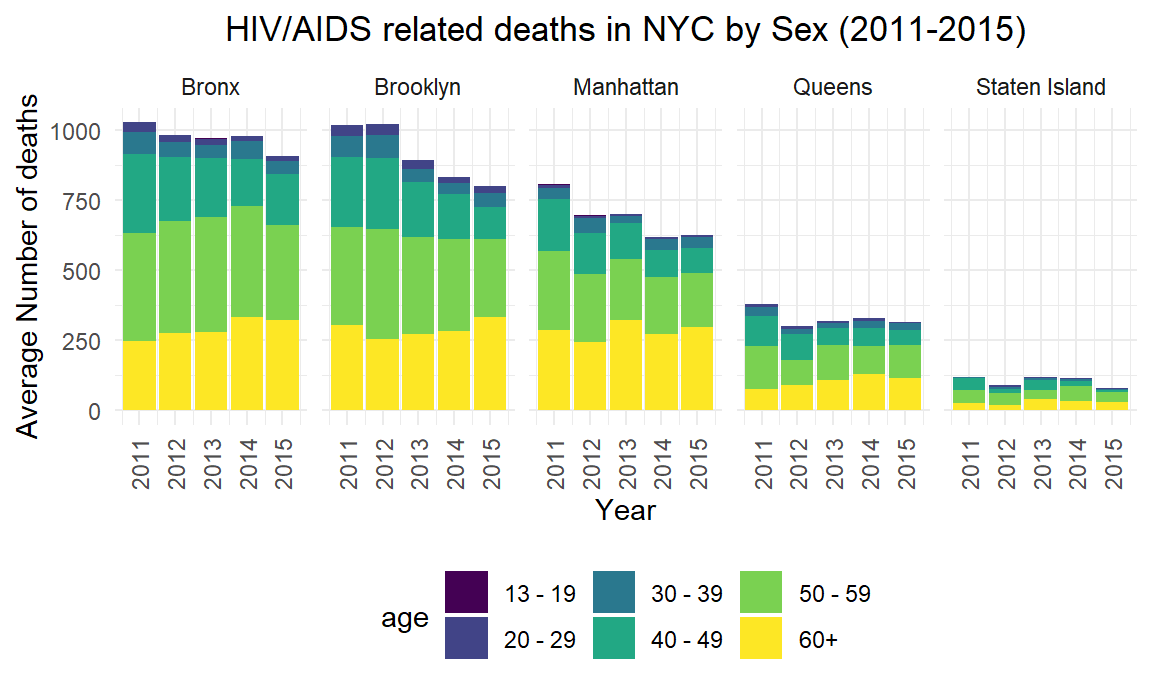 HIV/AIDS related deaths in NYC by Sex (2011-2015)
Bronx Brooklyn Manhattan Queens Staten Island
Average Number of deaths
1000
750
500
250
0
2011 2012 2013 2014 2015 2011 2012 2013 2014 2015 2011 2012 2013 2014 2015 2011 2012 2013 2014 2015 2011 2012 2013 2014 2015
Year
age
13 - 19 30 - 39 50 - 59
20 - 29 40 - 49 60+